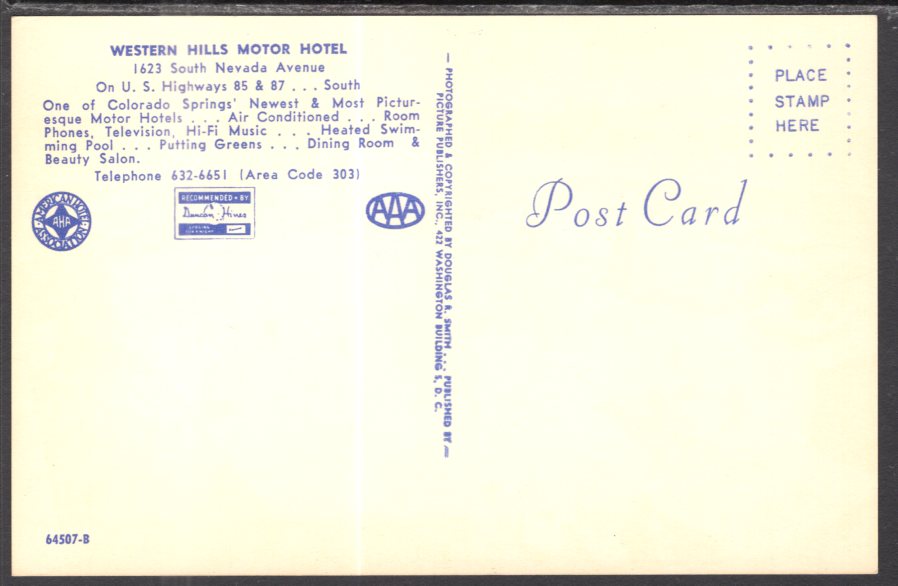 WESTERN HILLS MOTOR HOTEL
1623 South Nevada Avenue
On U. S. Highways 85 & 87 . . . South
One of Colorado Springs' Newest & Most Pictur-
esque Motor Hotels . . . Air Conditioned . . . Room
Phones, Television, Hi-Fi Music . . . Heated Swim-
ming Pool . . . Putting Greens . . . Dining Room &
Beauty Salon.
Telephone 632-6651 (Area Code 303)
AMERICAN HOTEL
AHA
ASSOCIATION
RECOMMENDED • BY
Duncan Hines
AAA
— PHOTOGRAPHED & COPYRIGHTED BY DOUGLAS R. SMITH . . . PUBLISHED BY —
PICTURE PUBLISHERS, INC., 422 WASHINGTON BUILDING 5, D. C.
PLACE
STAMP
HERE
Post Card
64507-B